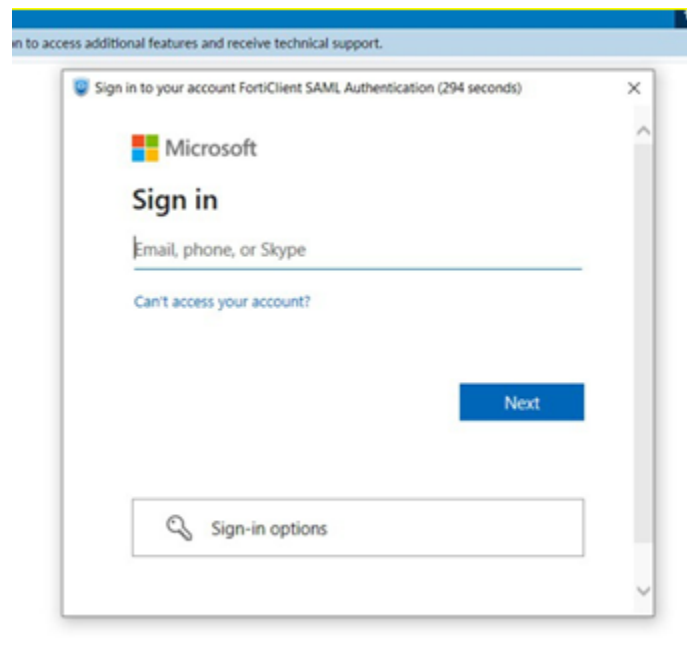 to access additional features and receive technical support.
Sign in to your account FortiClient SAML Authentication (294 seconds)
Microsoft
Sign in
Email, phone, or Skype
Can't access your account?
Next
Sign-in options